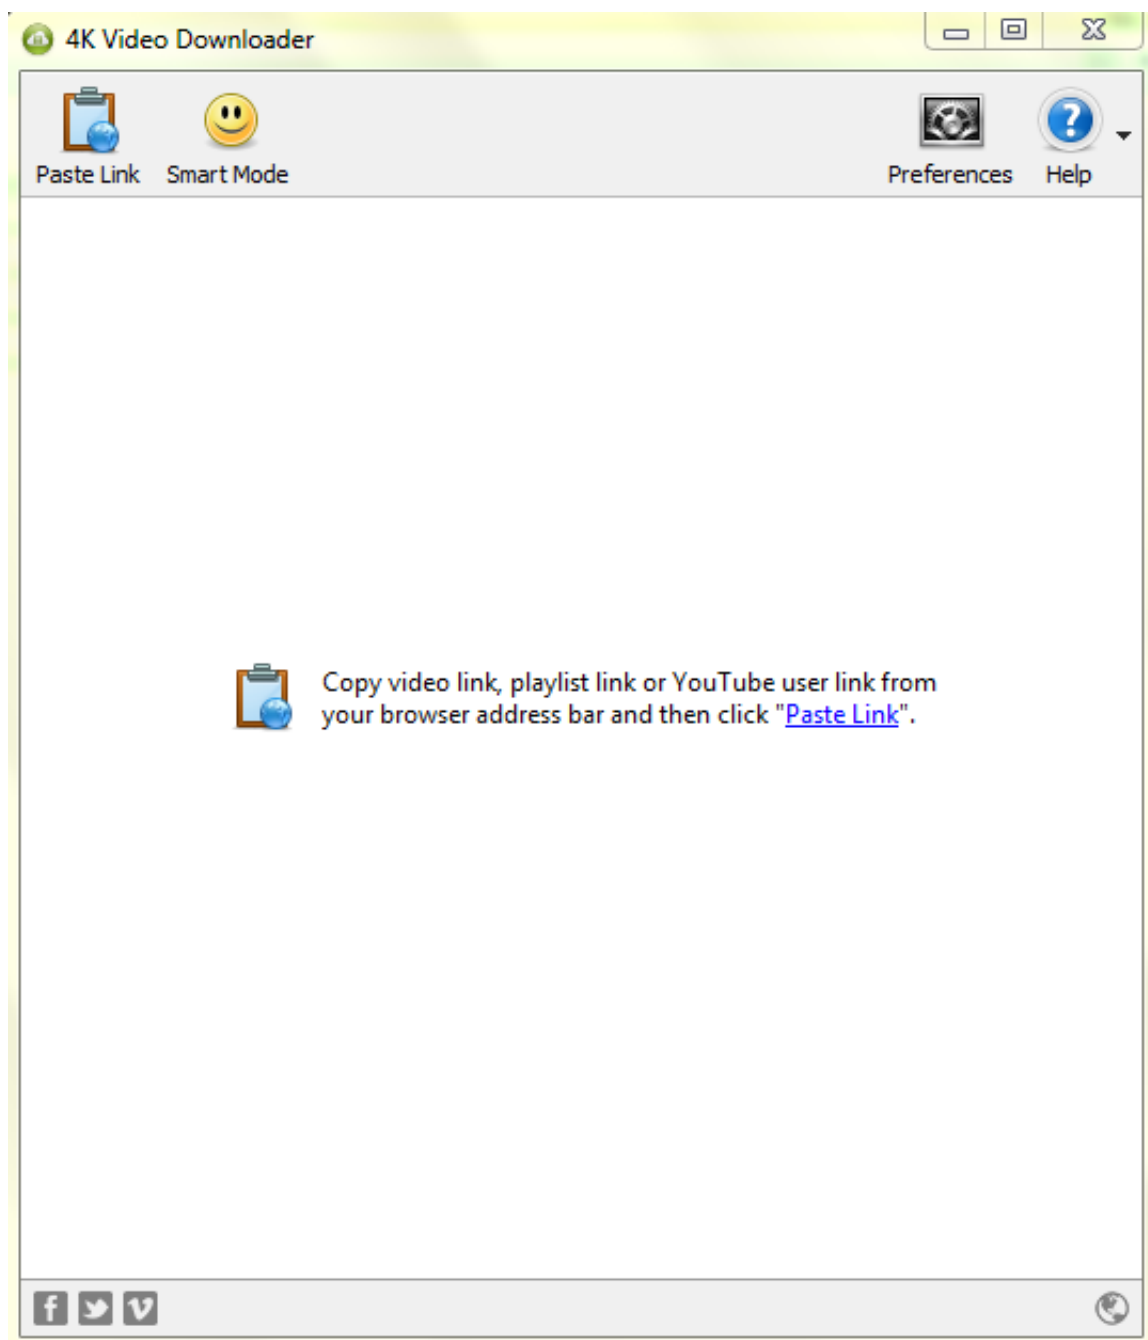 4K Video Downloader
Paste Link Smart Mode Preferences Help
Copy video link, playlist link or YouTube user link from
your browser address bar and then click "Paste Link".